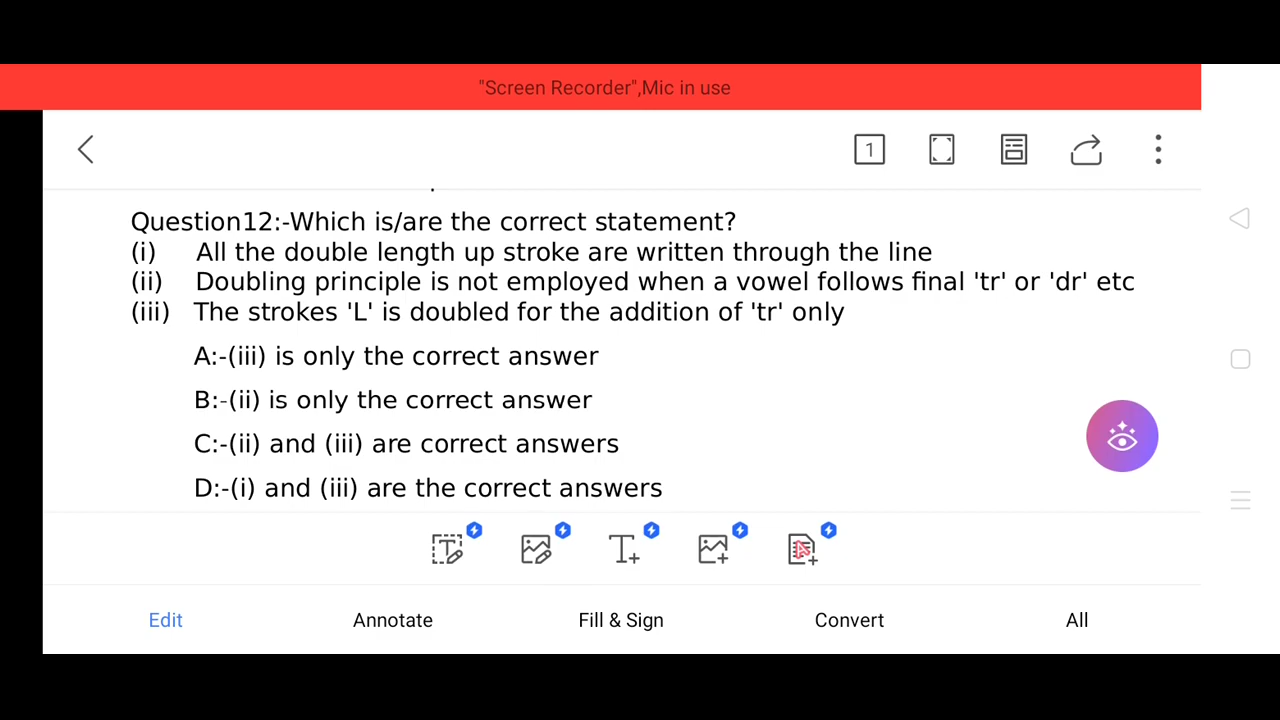 "Screen Recorder",Mic in use
1
Question12:-Which is/are the correct statement?
(i) All the double length up stroke are written through the line
(ii) Doubling principle is not employed when a vowel follows final 'tr' or 'dr' etc
(iii) The strokes 'L' is doubled for the addition of 'tr' only
A:-(iii) is only the correct answer
B:-(ii) is only the correct answer
C:-(ii) and (iii) are correct answers
D:-(i) and (iii) are the correct answers
Edit Annotate Fill & Sign Convert All